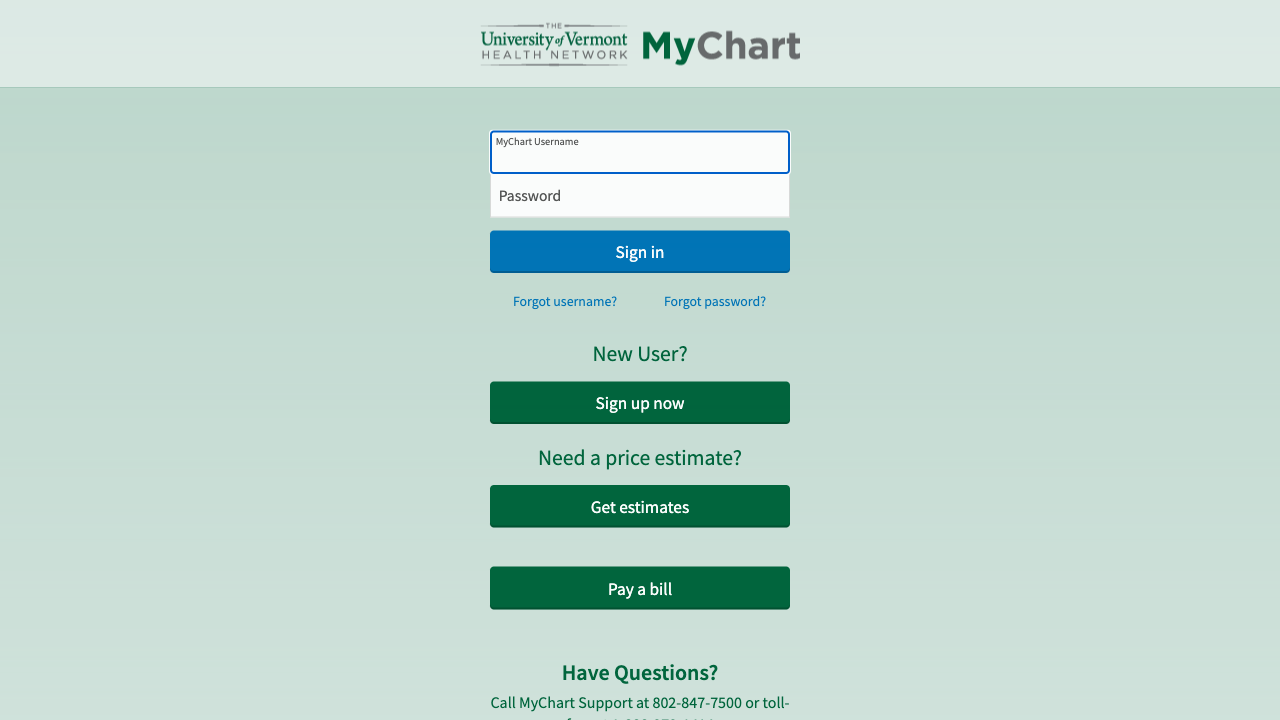 THE
University of Vermont
HEALTH NETWORK
MyChart
MyChart Username
Password
Sign in
Forgot username? Forgot password?
New User?
Sign up now
Need a price estimate?
Get estimates
Pay a bill
Have Questions?
Call MyChart Support at 802-847-7500 or toll-